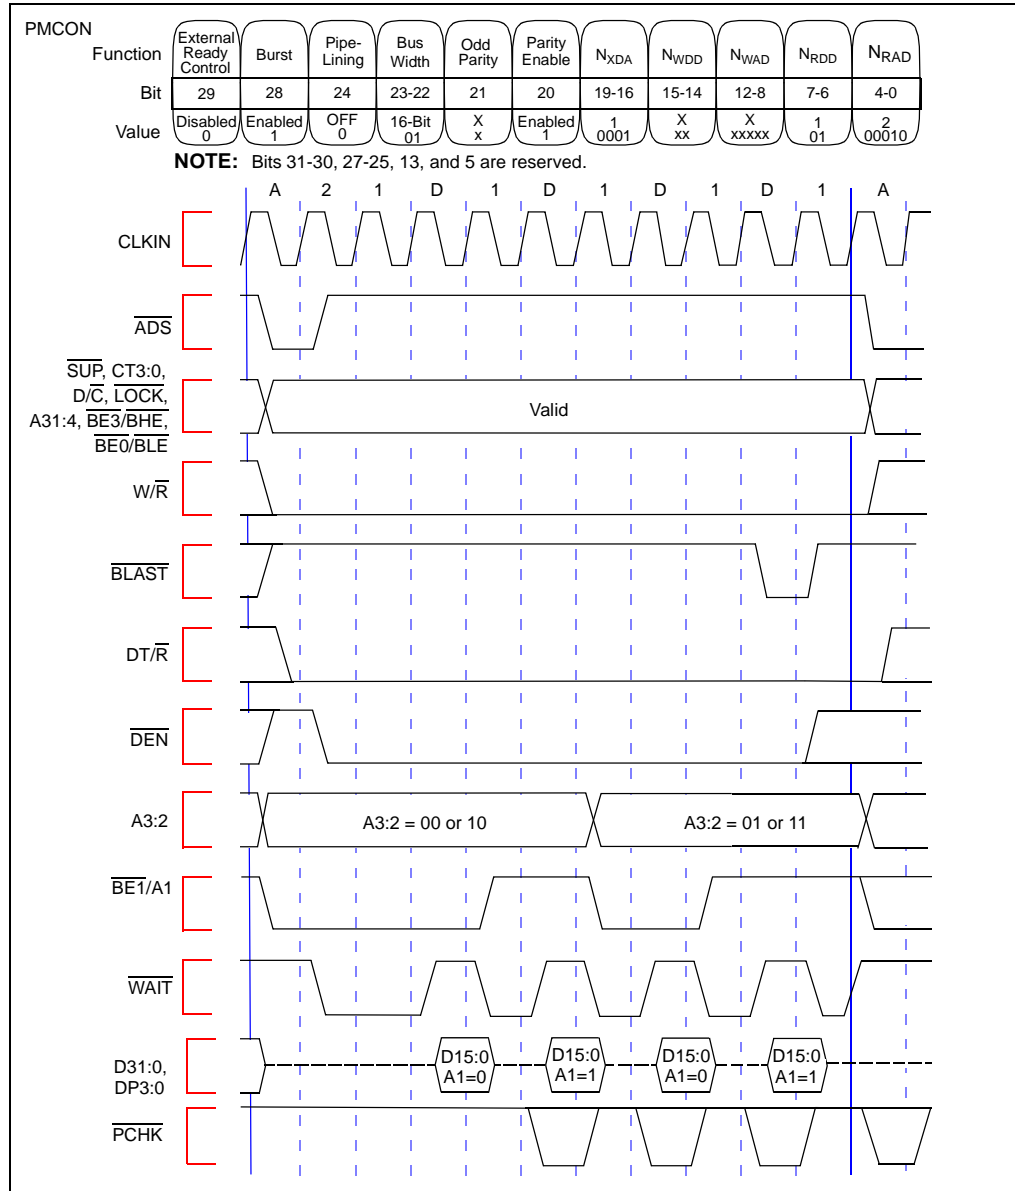 PMCON
Function External Ready Control Burst Pipe-Lining Bus Width Odd Parity Parity Enable NXDA NWDD NWAD NRDD NRAD
Bit 29 28 24 23-22 21 20 19-16 15-14 12-8 7-6 4-0
Value Disabled 0 Enabled 1 OFF 0 16-Bit 01 X x Enabled 1 1 0001 X xx X xxxxx 1 01 2 00010
NOTE: Bits 31-30, 27-25, 13, and 5 are reserved.
A 2 1 D 1 D 1 D 1 D 1 A
CLKIN
ADS
SUP, CT3:0,
D/C, LOCK,
A31:4, BE3/BHE,
BE0/BLE
Valid
W/R
BLAST
DT/R
DEN
A3:2 A3:2 = 00 or 10 A3:2 = 01 or 11
BE1/A1
WAIT
D31:0,
DP3:0
D15:0 D15:0 D15:0 D15:0
A1=0 A1=1 A1=0 A1=1
PCHK